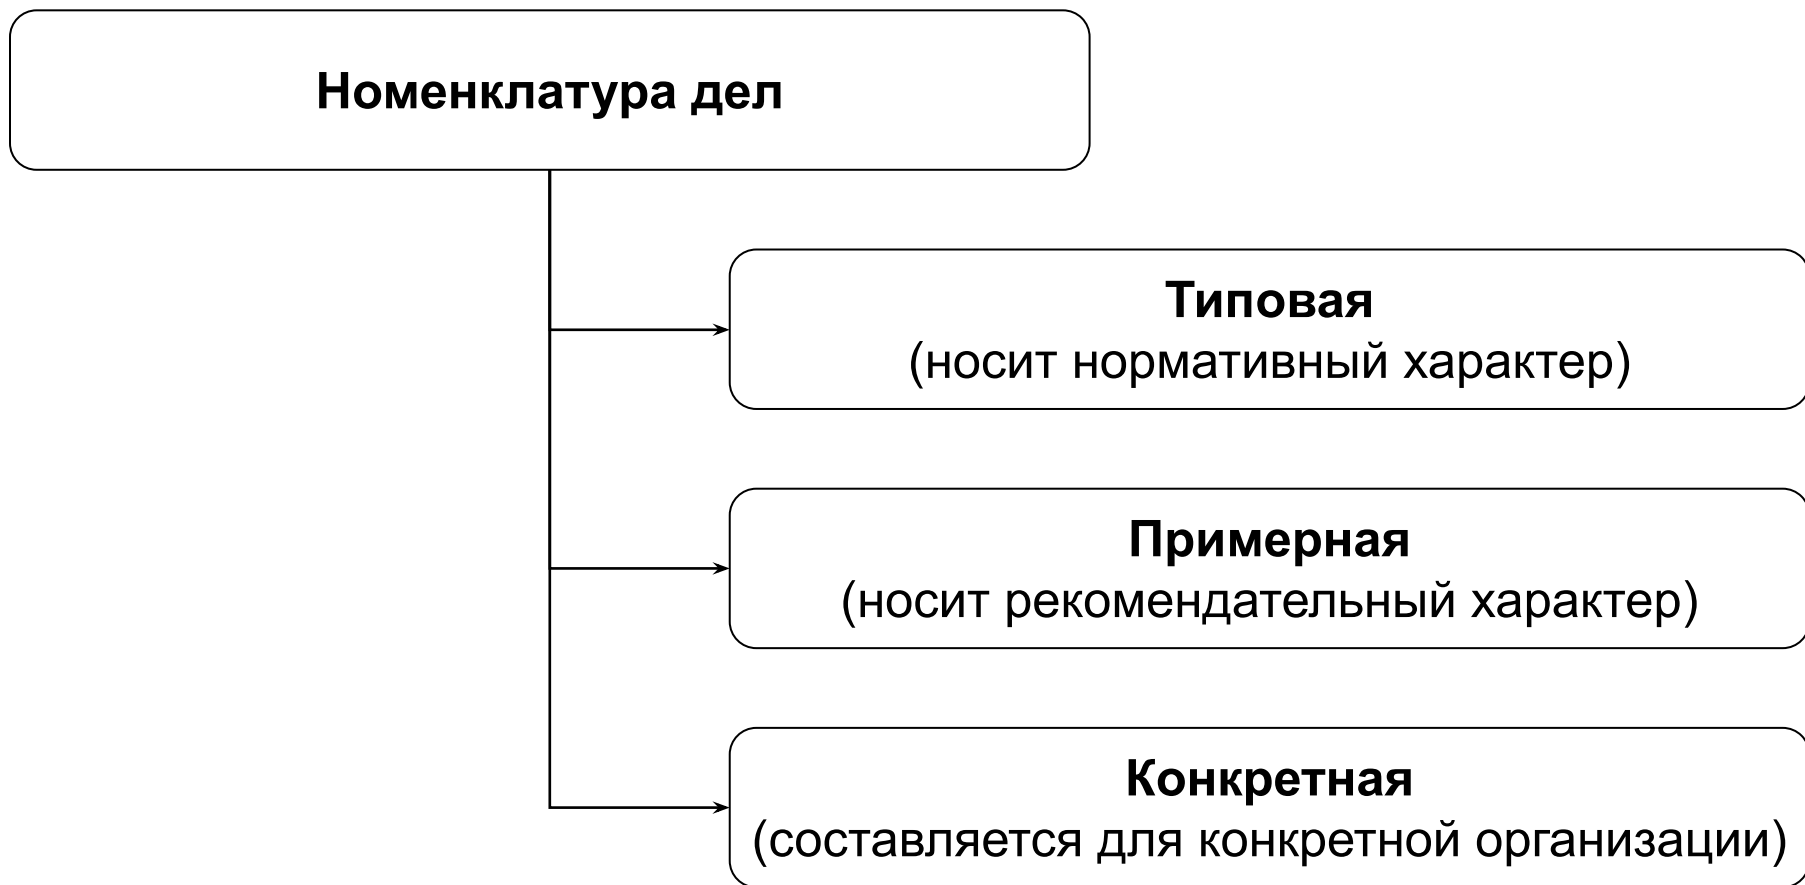 Номенклатура дел
Типовая
(носит нормативный характер)
Примерная
(носит рекомендательный характер)
Конкретная
(составляется для конкретной организации)